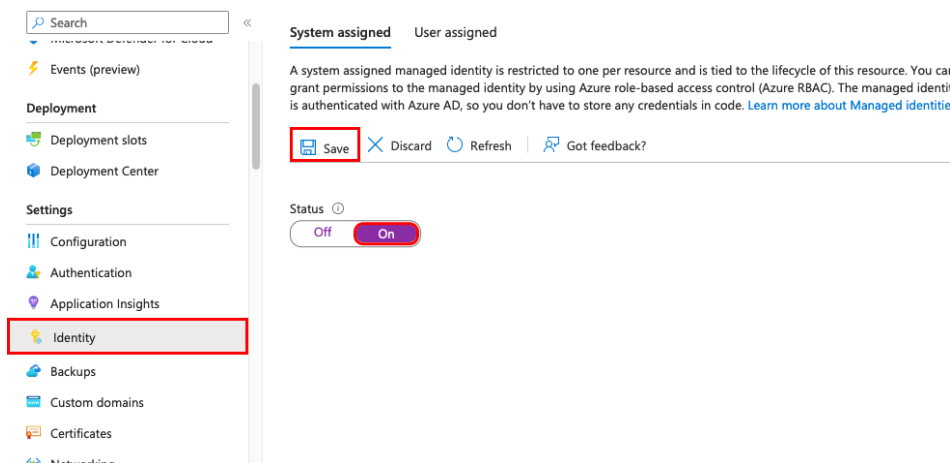 Search
«
Microsoft Defender for Cloud
Events (preview)
Deployment
Deployment slots
Deployment Center
Settings
Configuration
Authentication
Application Insights
Identity
Backups
Custom domains
Certificates
Networking
System assigned User assigned
A system assigned managed identity is restricted to one per resource and is tied to the lifecycle of this resource. You
grant permissions to the managed identity by using Azure role-based access control (Azure RBAC). The managed
is authenticated with Azure AD, so you don't have to store any credentials in code. Learn more about Managed
Save Discard Refresh Got feedback?
Status
Off On